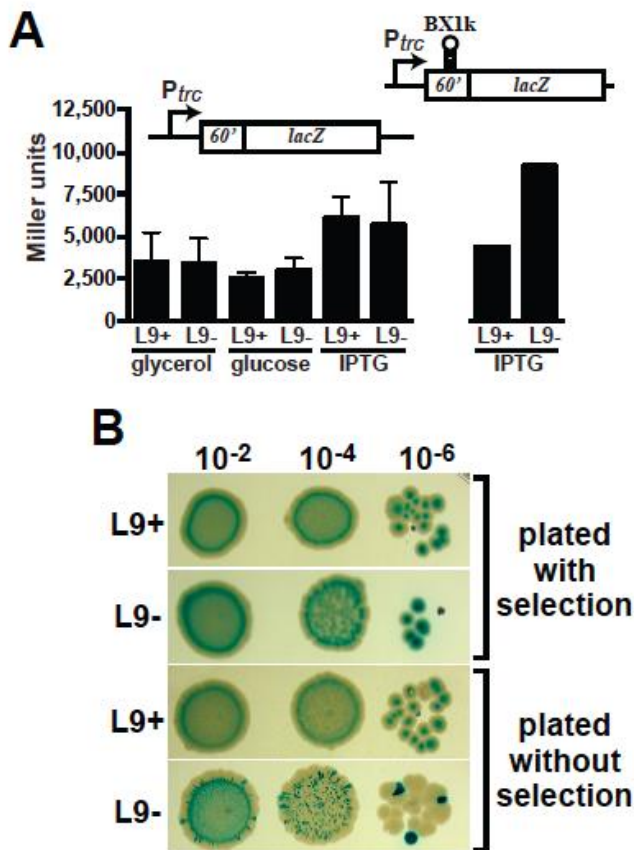 A
BX1k
Ptrc
60'
lacZ
Ptrc
60'
lacZ
Miller units
12,500
10,000
7,500
5,000
2,500
0
L9+ L9- L9+ L9- L9+ L9- L9+ L9-
glycerol glucose IPTG IPTG
B
10-2 10-4 10-6
L9+
L9-
plated
with
selection
L9+
L9-
plated
without
selection